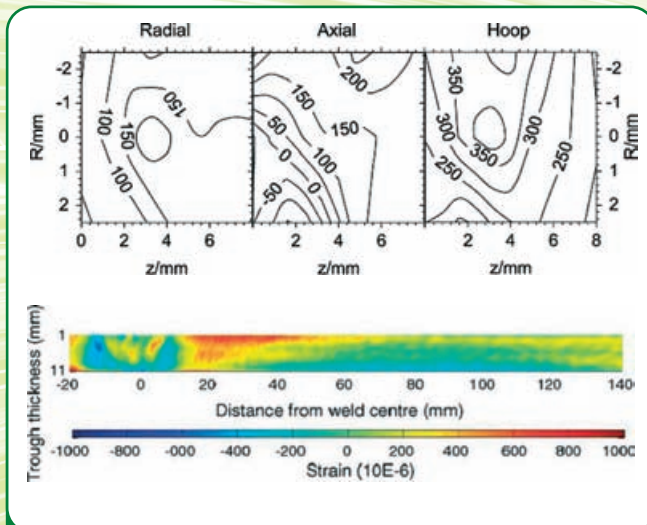 Radial Axial Hoop
-2 -1 0 1 2
R/mm
100 150 150 100
200 150 50 0 100 0 -50 150
350 350 300 300 350 250 250
-2 -1 0 1 2
R/mm
0 2 4 6
2 4 6
2 4 6 8
z/mm z/mm z/mm
Trough thickness (mm)
1
11
-20 0 20 40 60 80 100 120 140
Distance from weld centre (mm)
-1000 -800 -600 -400 -200 0 200 400 600 800 1000
Strain (10E-6)